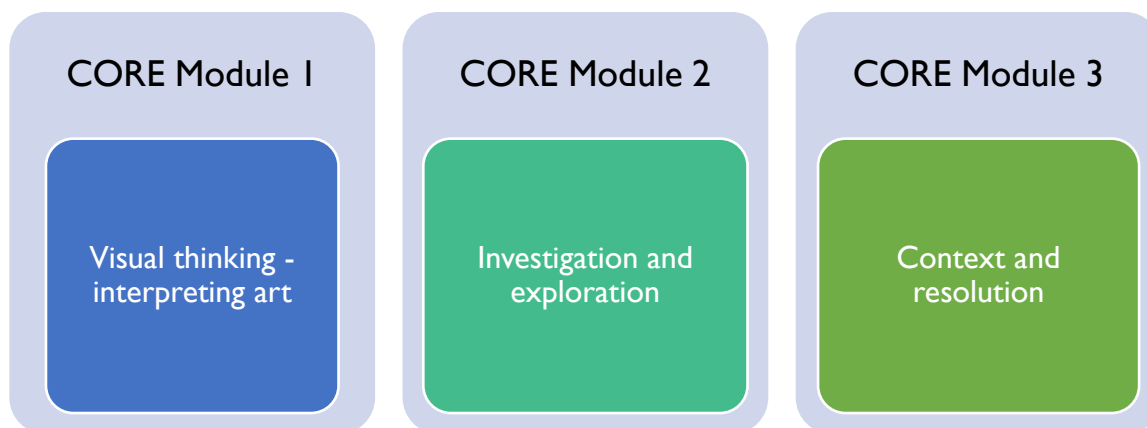 CORE Module 1
Visual thinking -
interpreting art
CORE Module 2
Investigation and
exploration
CORE Module 3
Context and
resolution